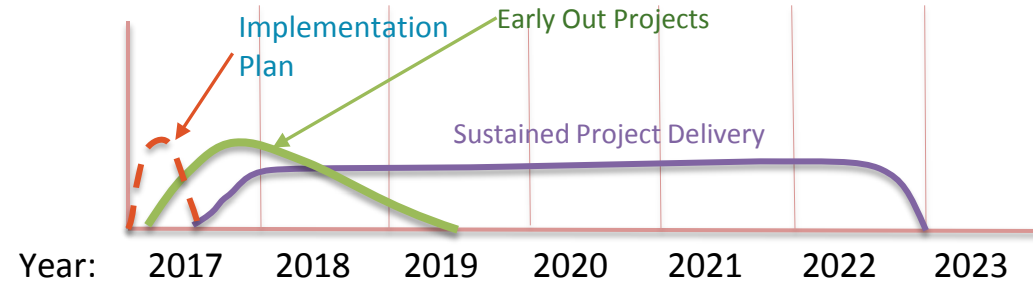 Implementation
Plan
Early Out Projects
Sustained Project Delivery
Year: 2017 2018 2019 2020 2021 2022 2023